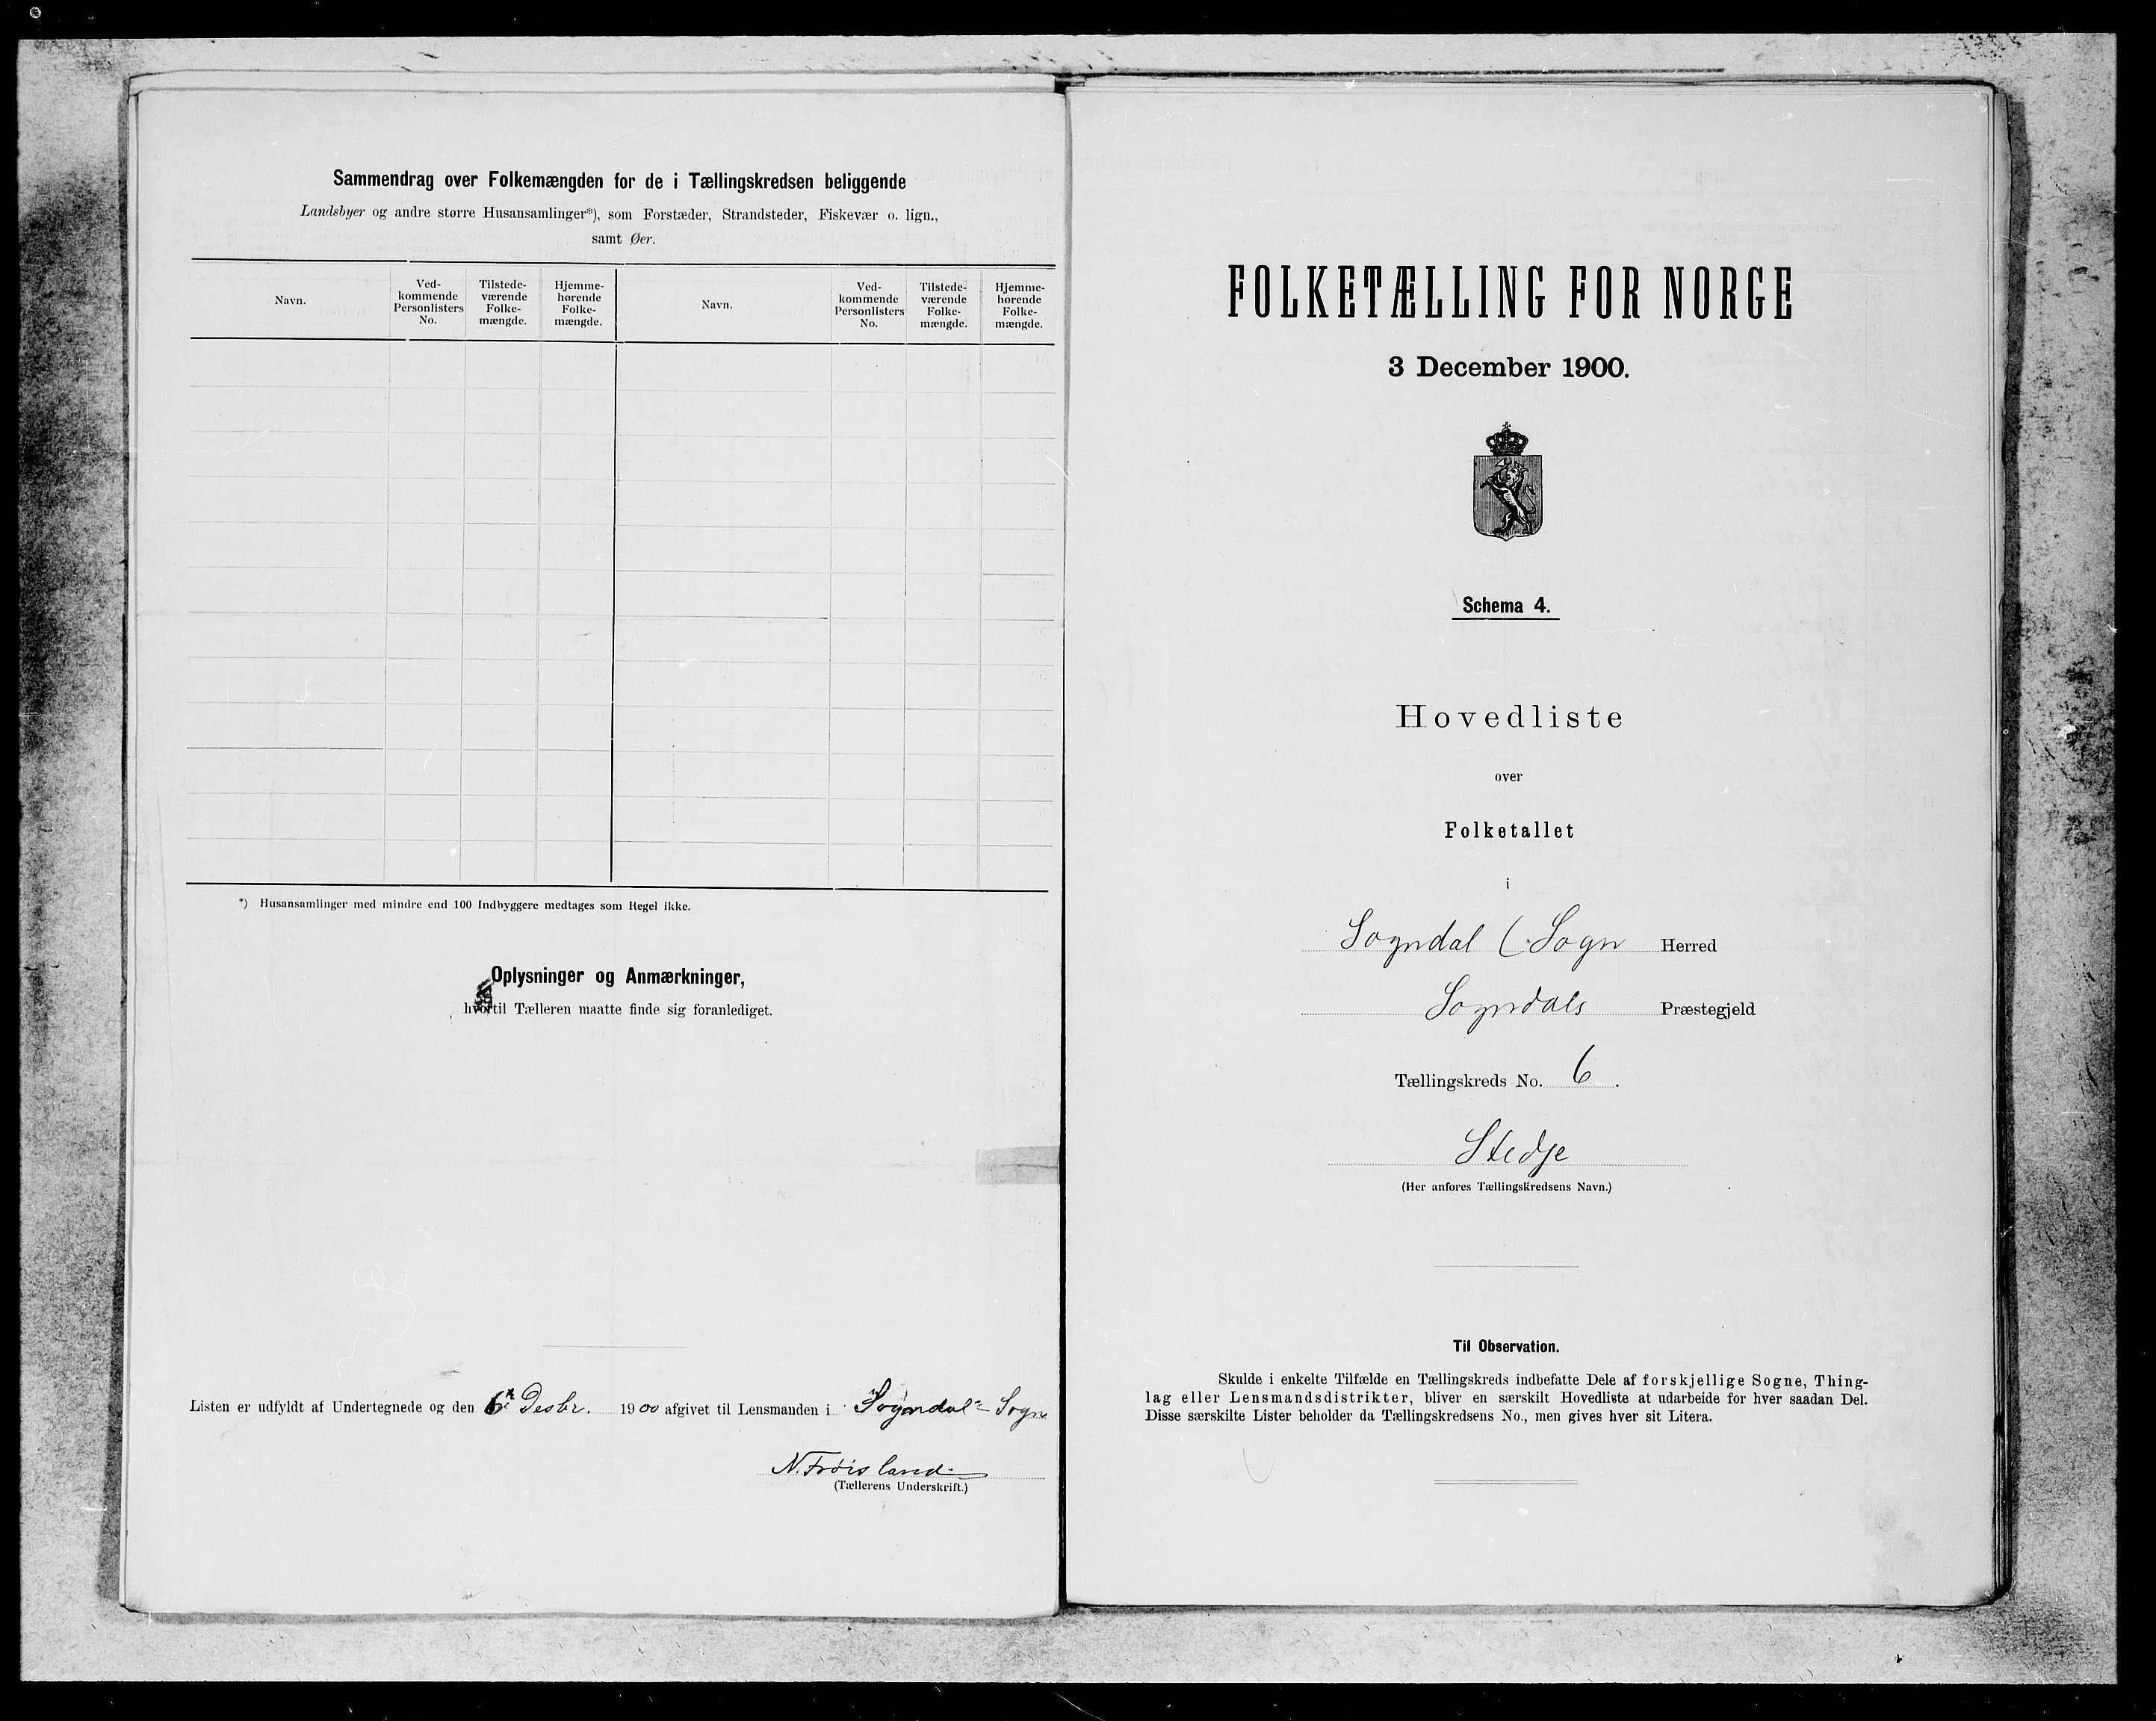 Sammendrag over Folkemængden for de i Tællingskredsen beliggende
Landsbyer og andre større Husansamlinger*), som Forstæder, Strandsteder, Fiskevær o. lign.,
samt Øer.
Navn.
Ved-
kommende
Personlisters
No.
Tilstede-
værende
Folke-
mængde.
Hjemme-
hørende
Folke-
mængde.
Navn.
Ved-
kommende
Personlisters
No.
Tilstede-
værende
Folke-
mængde.
Hjemme-
hørende
Folke-
mængde.
*) Husansamlinger med mindre end 100 Indbyggere medtages som Regel ikke.
Oplysninger og Anmærkninger,
hvortil Tælleren maatte finde sig foranlediget.
Listen er udfyldt af Undertegnede og den 6 Desbr. 1900 afgivet til Lensmanden i Sogndal - Sogn
N. Frøisland
(Tællerens Underskrift.)
FOLKETÆLLING FOR NORGE
3 December 1900.
Schema 4.
Hovedliste
over
Folketallet
i
Sogndal ( Sogn Herred
Sogndals Præstegjeld
Tællingskreds No. 6.
Stedje
(Her anføres Tællingskredsens Navn.)
Til Observation.
Skulde i enkelte Tilfælde en Tællingskreds indbefatte Dele af forskjellige Sogne, Thing-
lag eller Lensmandsdistrikter, bliver en særskilt Hovedliste at udarbeide for hver saadan Del.
Disse særskilte Lister beholder da Tællingskredsens No., men gives hver sit Litera.